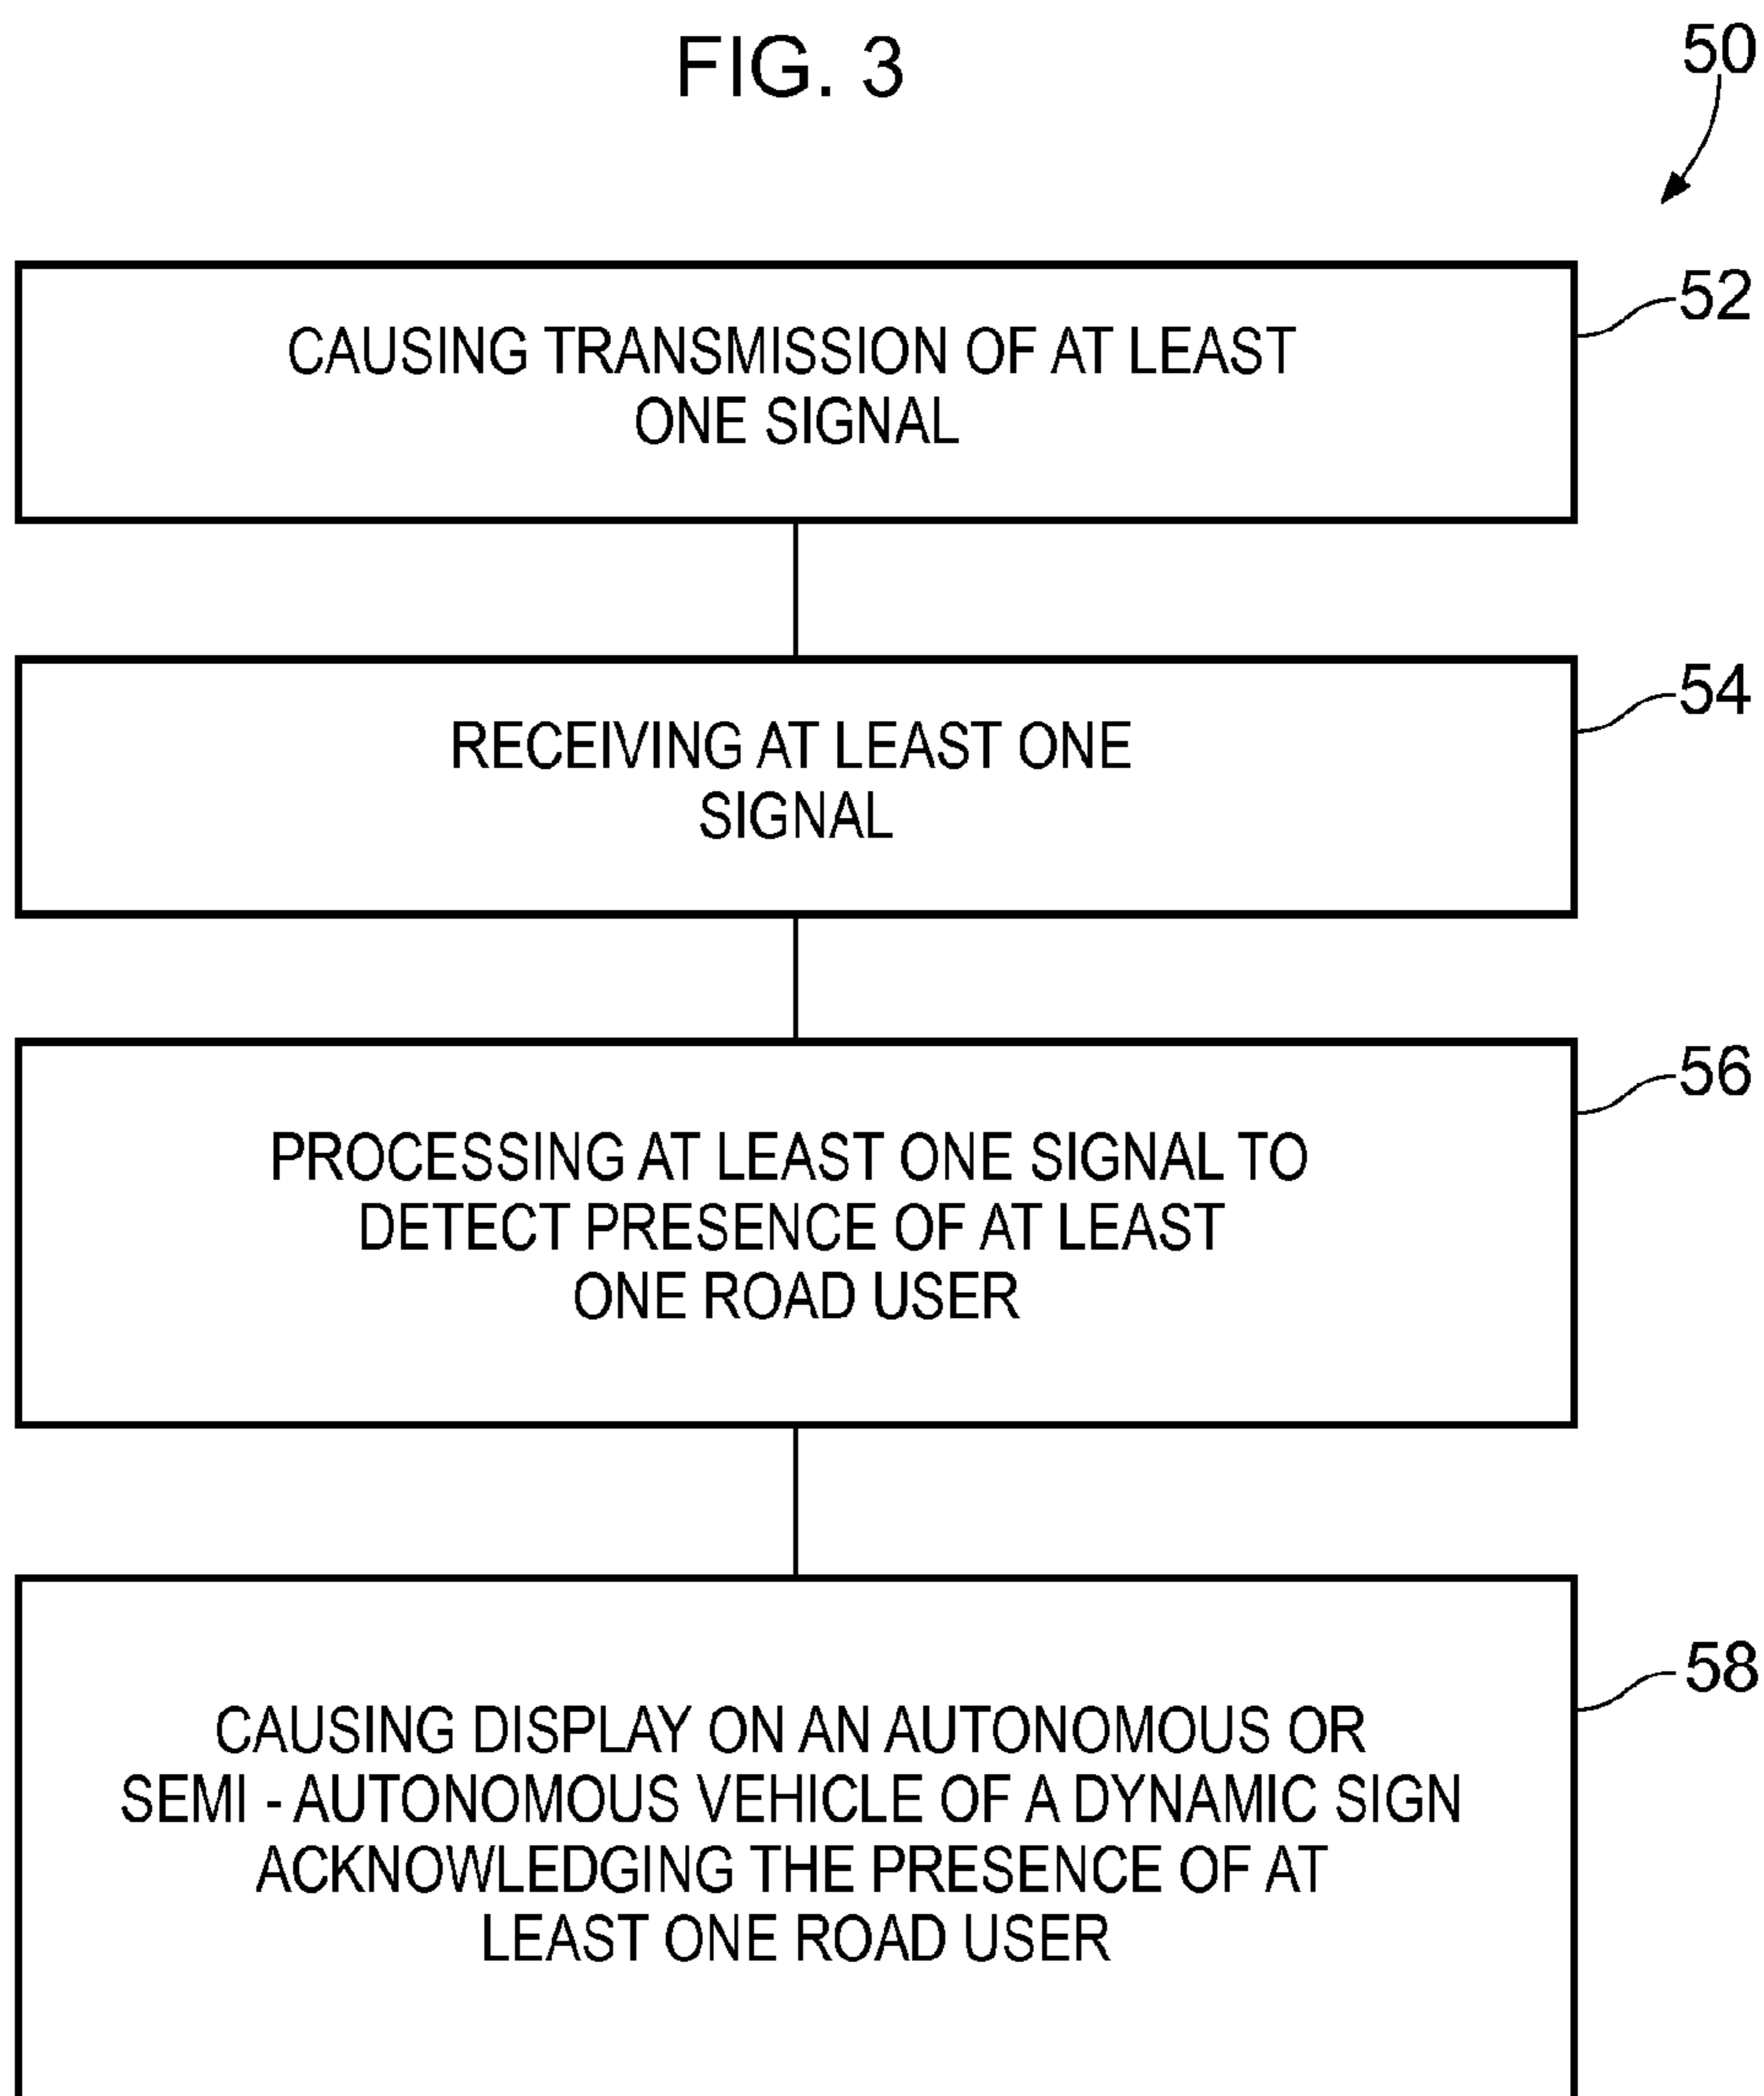 FIG. 3
50
CAUSING TRANSMISSION OF AT LEAST
ONE SIGNAL
52
RECEIVING AT LEAST ONE
SIGNAL
54
PROCESSING AT LEAST ONE SIGNAL TO
DETECT PRESENCE OF AT LEAST
ONE ROAD USER
56
CAUSING DISPLAY ON AN AUTONOMOUS OR
SEMI - AUTONOMOUS VEHICLE OF A DYNAMIC SIGN
ACKNOWLEDGING THE PRESENCE OF AT
LEAST ONE ROAD USER
58